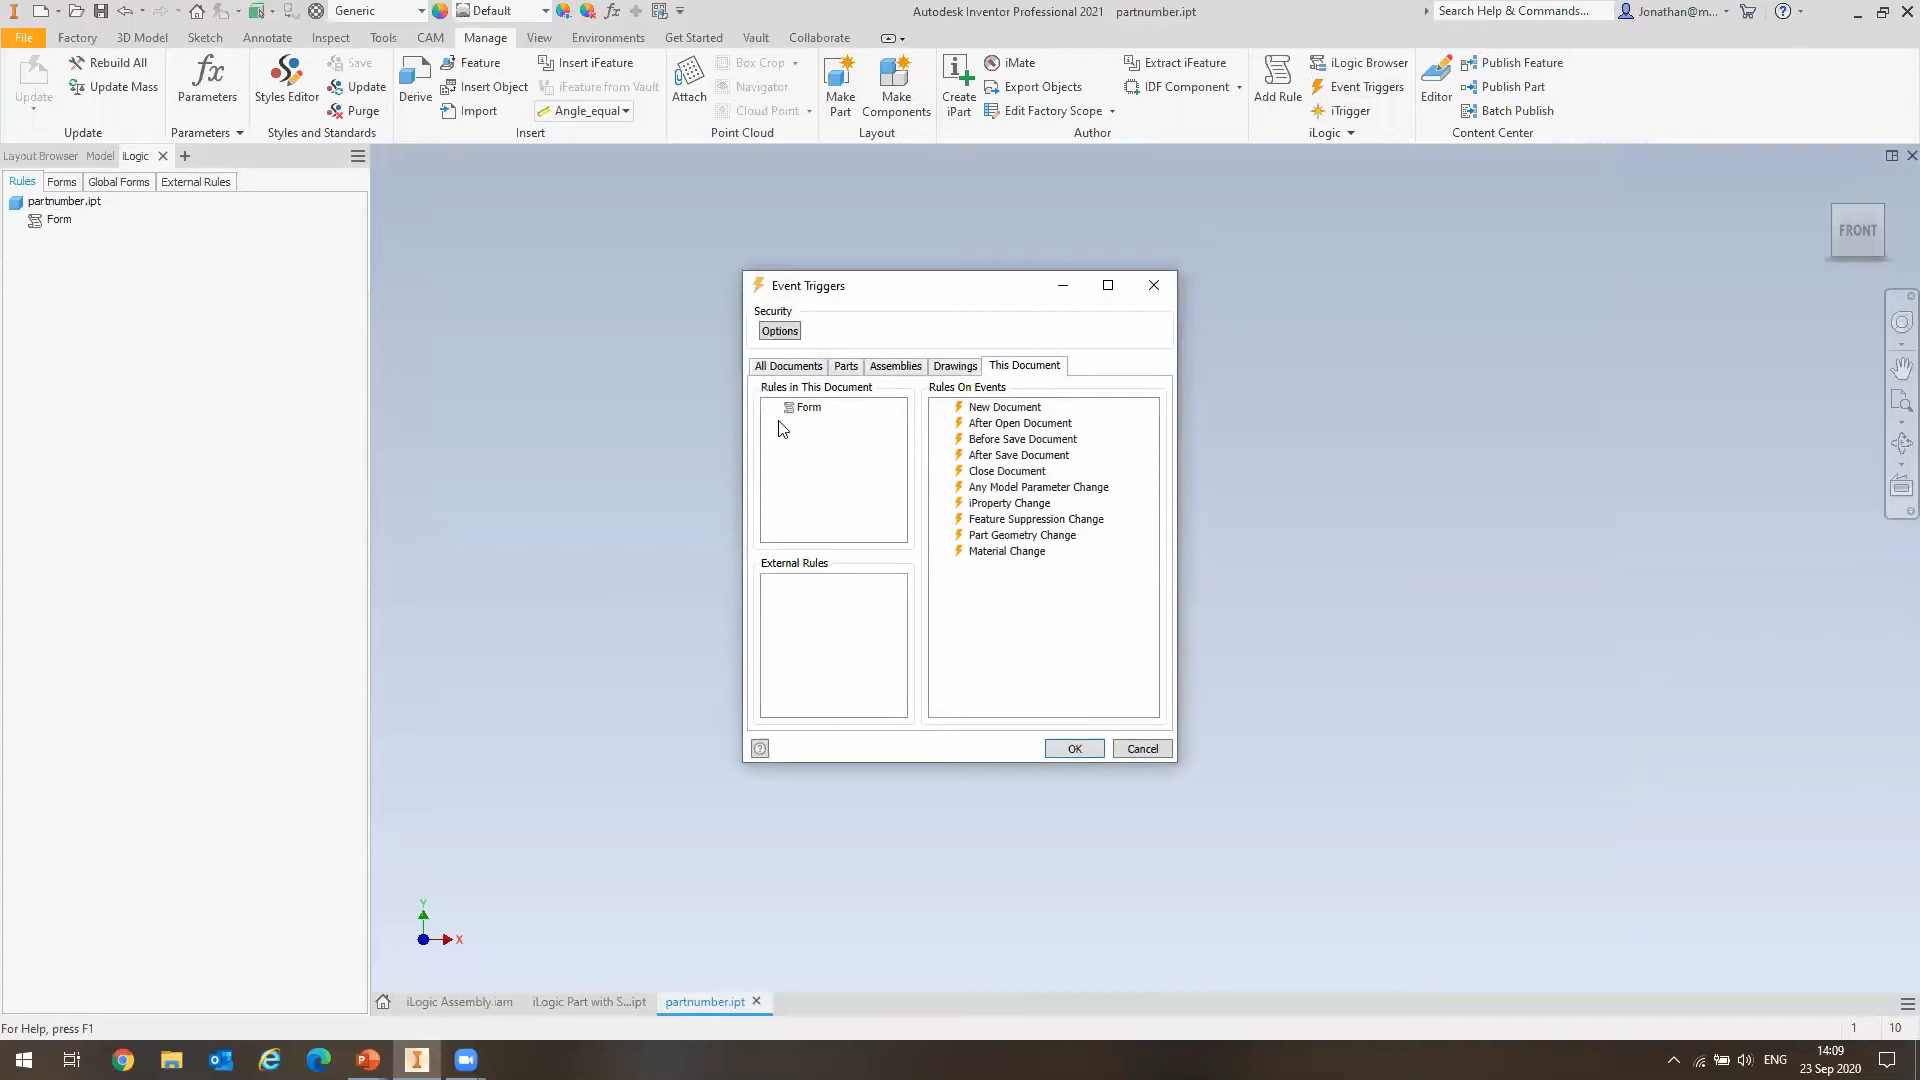 Generic
Default
fx
Autodesk Inventor Professional 2021 partnumber.ipt
Search Help & Commands...
Jonathan@m...
File Factory 3D Model Sketch Annotate Inspect Tools CAM Manage View Environments Get Started Vault Collaborate
Update
Rebuild All
Update Mass
Update
fx
Parameters
Parameters
Styles Editor
Save
Update
Purge
Styles and Standards
Derive
Feature
Insert Object
Import
Insert iFeature
iFeature from Vault
Angle_equal
Insert
Attach
Box Crop
Navigator
Cloud Point
Point Cloud
Make
Part
Make
Components
Layout
Create
iPart
iMate
Export Objects
Edit Factory Scope
Extract iFeature
IDF Component
Author
Add Rule
iLogic Browser
Event Triggers
iTrigger
iLogic
Editor
Publish Feature
Publish Part
Batch Publish
Content Center
Layout Browser Model iLogic
Rules Forms Global Forms External Rules
partnumber.ipt
Form
FRONT
Event Triggers
Security
Options
All Documents Parts Assemblies Drawings This Document
Rules in This Document
Form
External Rules
Rules On Events
New Document
After Open Document
Before Save Document
After Save Document
Close Document
Any Model Parameter Change
iProperty Change
Feature Suppression Change
Part Geometry Change
Material Change
OK Cancel
Y
X
iLogic Assembly.iam iLogic Part with S...ipt partnumber.ipt
For Help, press F1
1 10
ENG
14:09
23 Sep 2020